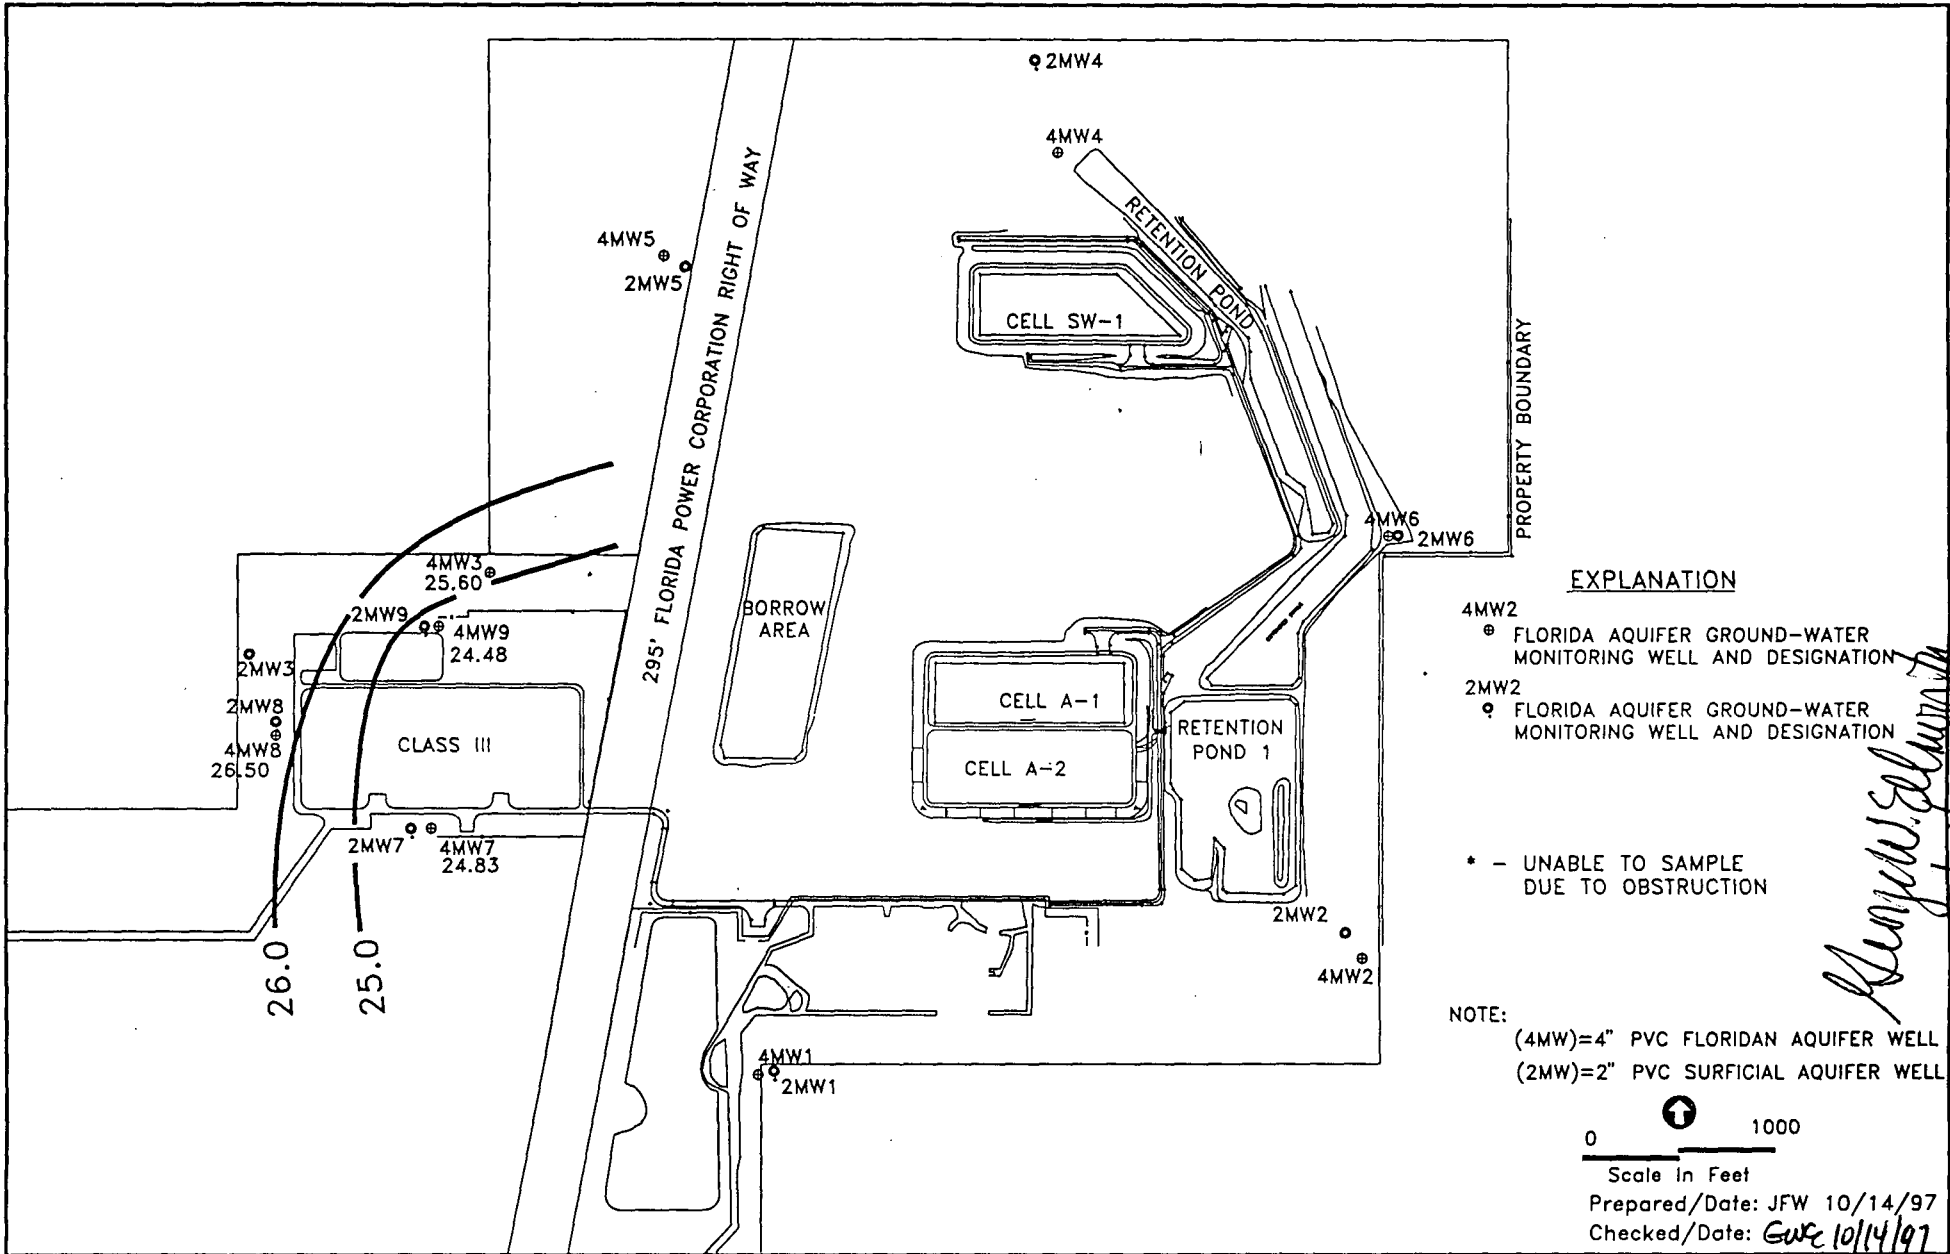 2MW4
4MW4
RETENTION POND
4MW5
2MW5
CELL SW-1
295' FLORIDA POWER CORPORATION RIGHT OF WAY
PROPERTY BOUNDARY
4MW6
2MW6
4MW3
25.60
2MW9
4MW9
24.48
2MW3
2MW8
4MW8
26.50
CLASS III
BORROW
AREA
CELL A-1
CELL A-2
RETENTION
POND 1
2MW7
4MW7
24.83
26.0
25.0
2MW2
4MW2
4MW1
2MW1
EXPLANATION
4MW2
FLORIDA AQUIFER GROUND-WATER
MONITORING WELL AND DESIGNATION
2MW2
FLORIDA AQUIFER GROUND-WATER
MONITORING WELL AND DESIGNATION
* - UNABLE TO SAMPLE
DUE TO OBSTRUCTION
NOTE:
(4MW)=4" PVC FLORIDAN AQUIFER WELL
(2MW)=2" PVC SURFICIAL AQUIFER WELL
0 1000
Scale In Feet
Prepared/Date: JFW 10/14/97
Checked/Date: GWC 10/14/97